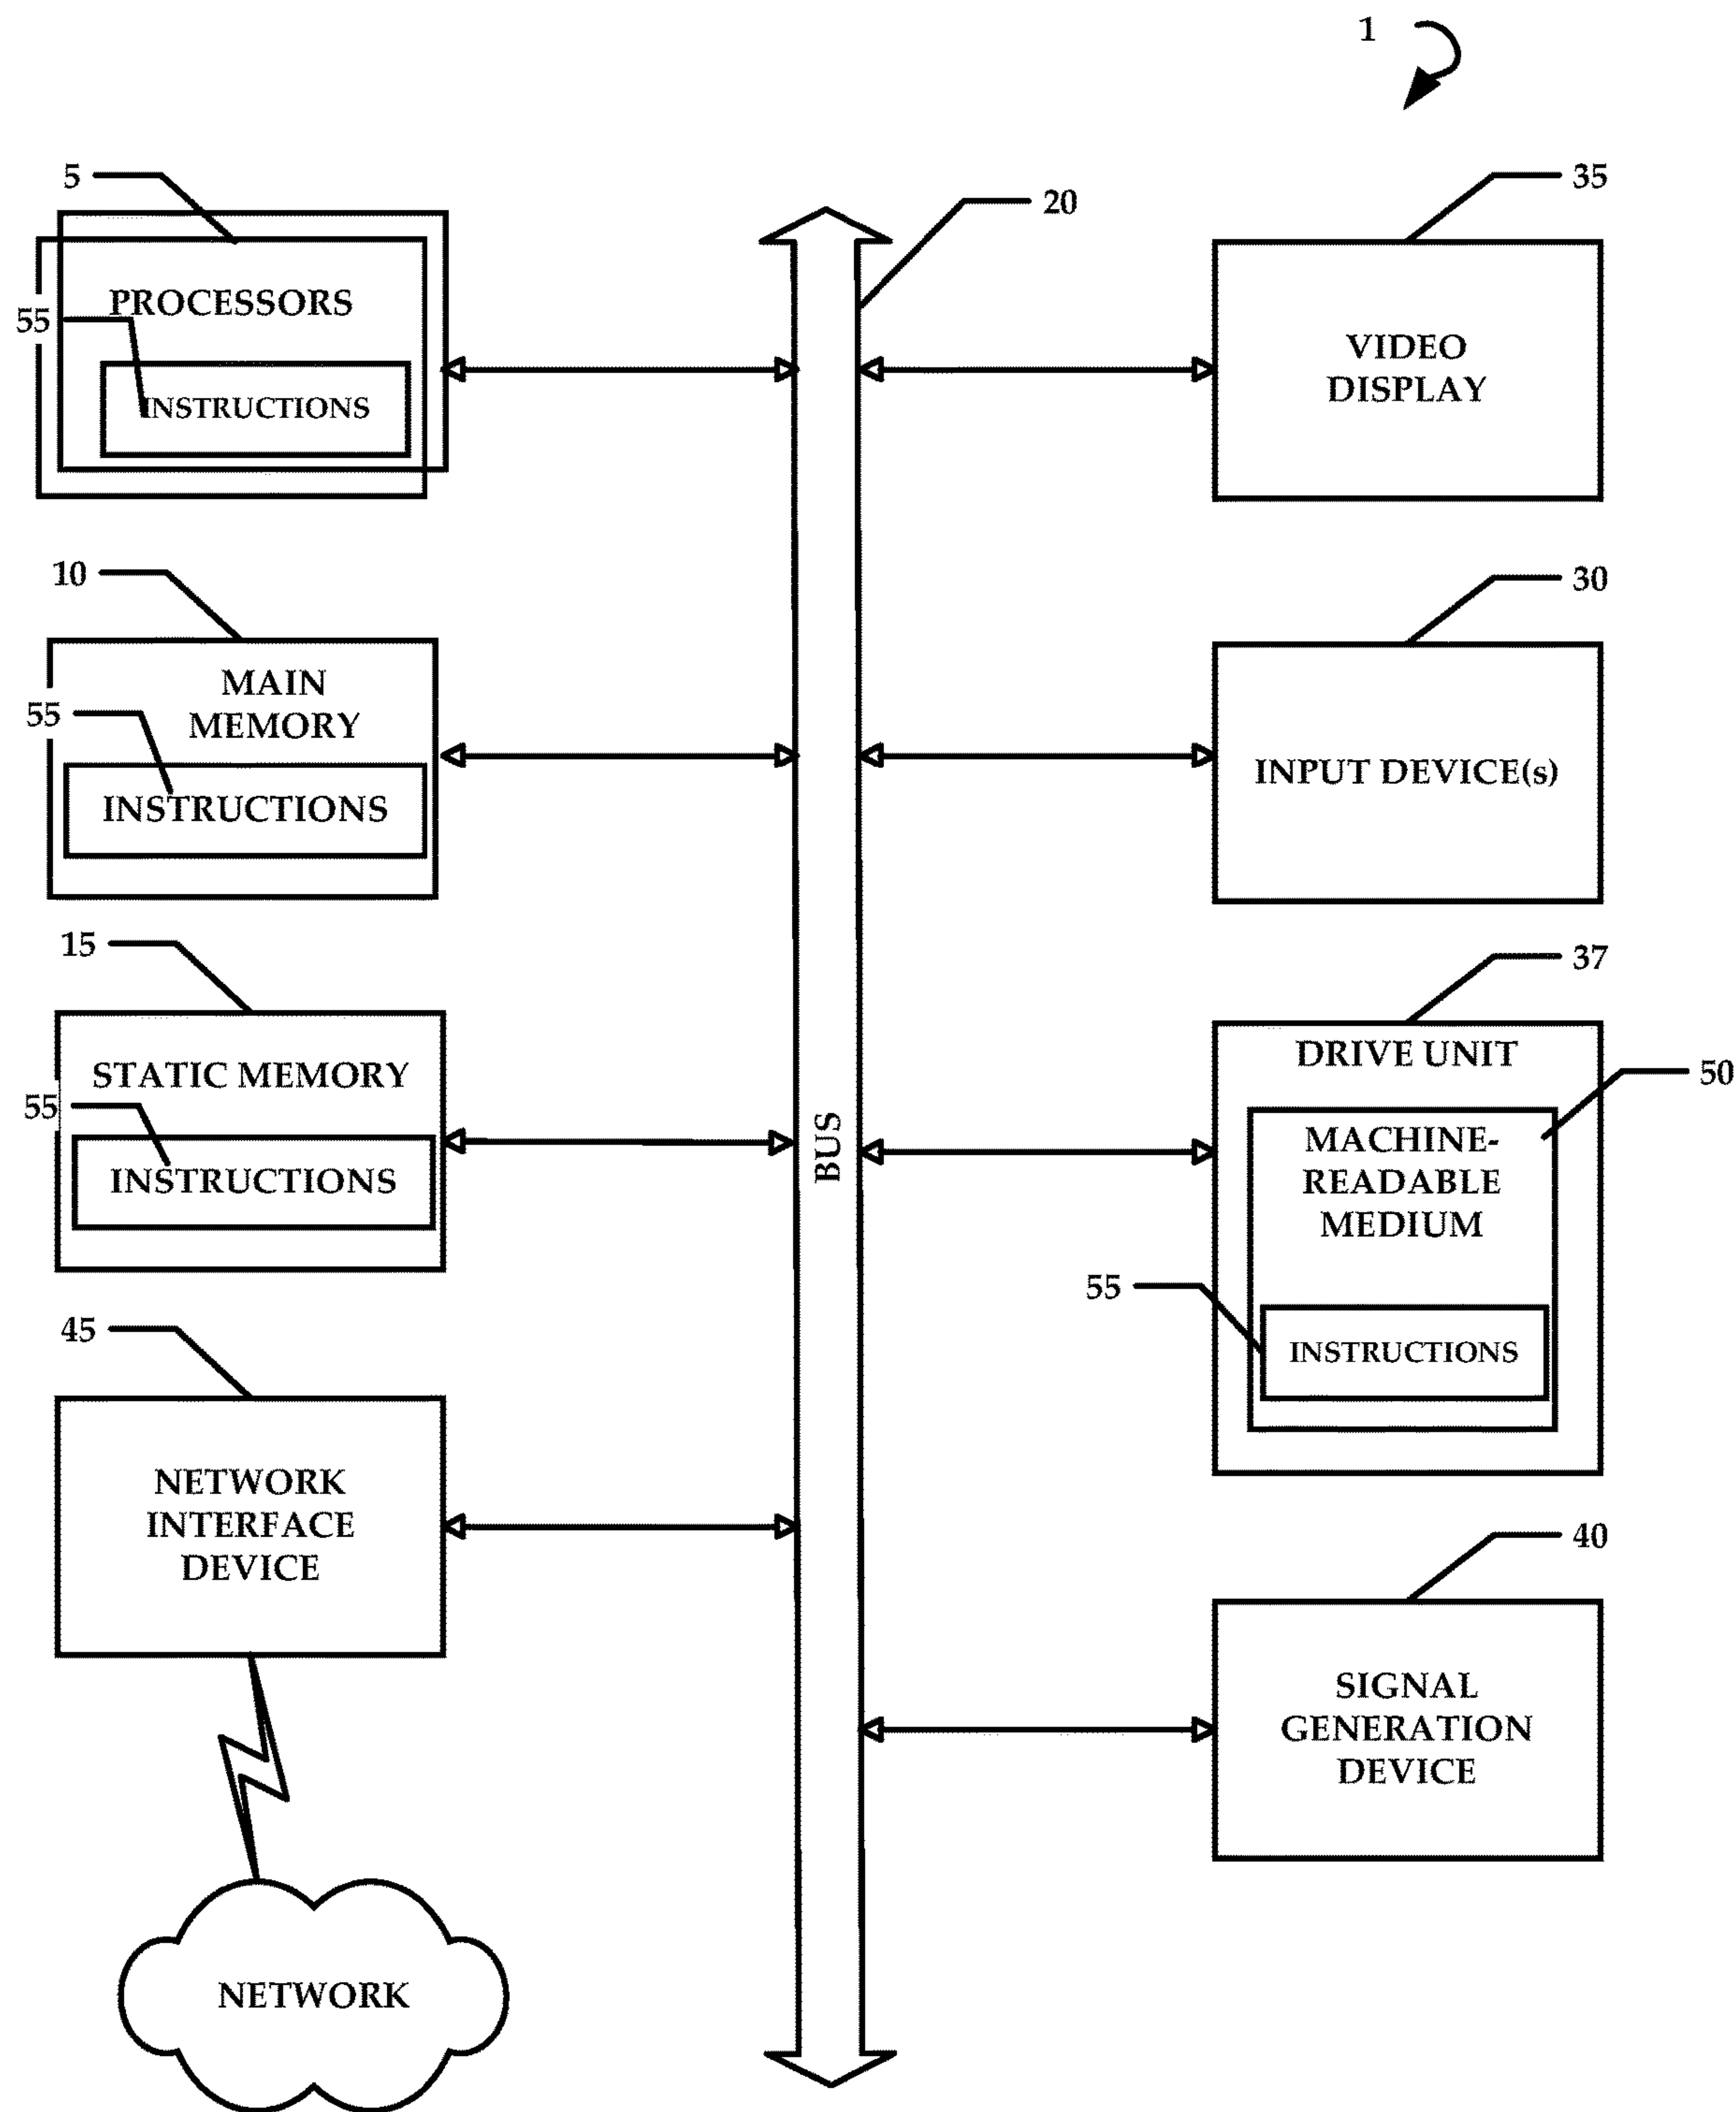 1
5
PROCESSORS
55
INSTRUCTIONS
10
MAIN
MEMORY
55
INSTRUCTIONS
15
STATIC MEMORY
55
INSTRUCTIONS
45
NETWORK
INTERFACE
DEVICE
NETWORK
20
BUS
35
VIDEO
DISPLAY
30
INPUT DEVICE(s)
37
DRIVE UNIT
50
MACHINE-
READABLE
MEDIUM
55
INSTRUCTIONS
40
SIGNAL
GENERATION
DEVICE